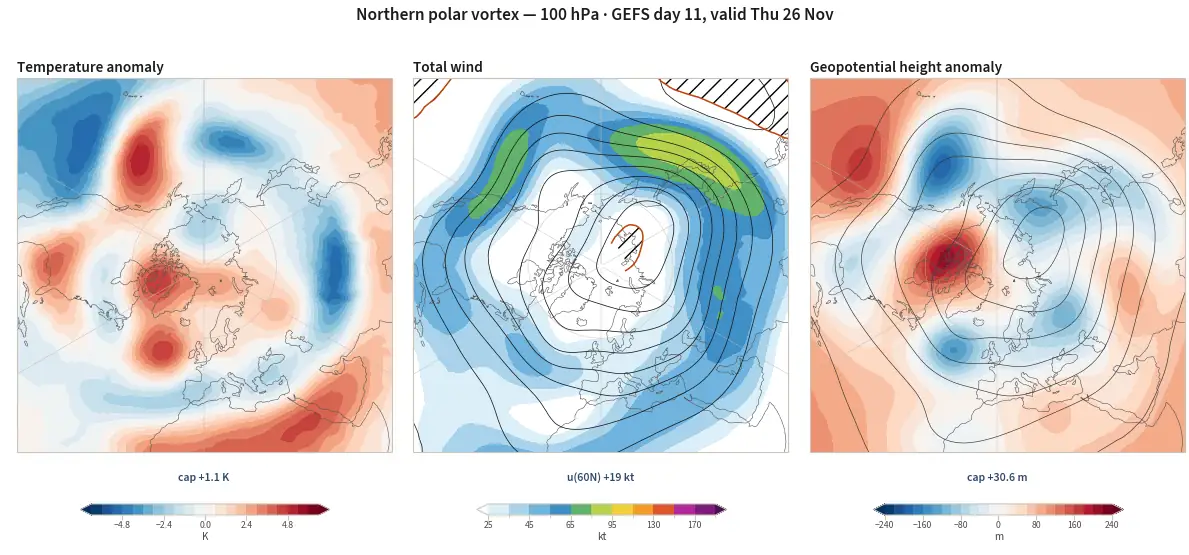 Northern polar vortex — 100 hPa · GEFS day 11, valid Thu 26 Nov
Temperature anomaly
Total wind
Geopotential height anomaly
cap +1.1 K
u(60N) +19 kt
cap +30.6 m
−4.8 −2.4 0.0 2.4 4.8
K
25 45 65 95 130 170
kt
−240 −160 −80 0 80 160 240
m